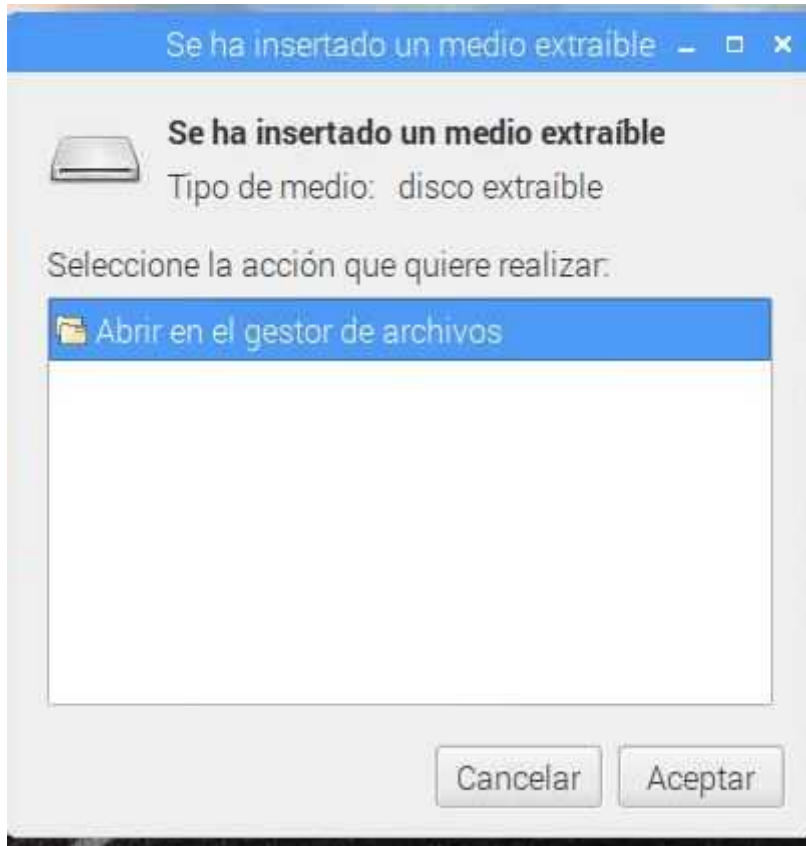 Se ha insertado un medio extraíble
Se ha insertado un medio extraíble
Tipo de medio: disco extraíble
Seleccione la acción que quiere realizar:
Abrir en el gestor de archivos
Cancelar Aceptar